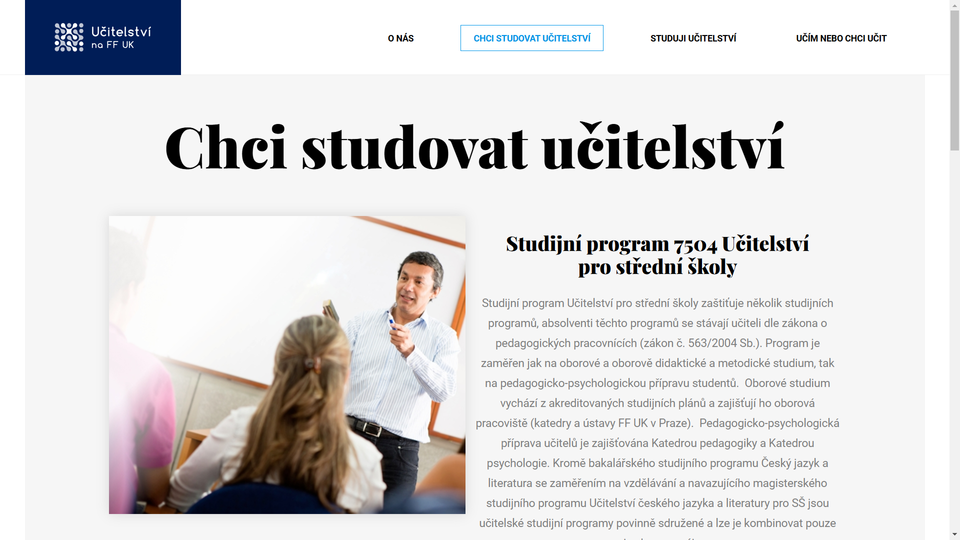 Učitelství
na FF UK
O NÁS
CHCI STUDOVAT UČITELSTVÍ
STUDUJI UČITELSTVÍ
UČÍM NEBO CHCI UČIT
Chci studovat učitelství
Studijní program 7504 Učitelství
pro střední školy
Studijní program Učitelství pro střední školy zaštiťuje několik studijních
programů, absolventi těchto programů se stávají učiteli dle zákona o
pedagogických pracovnících (zákon č. 563/2004 Sb.). Program je
zaměřen jak na oborové a oborově didaktické a metodické studium, tak
na pedagogicko-psychologickou přípravu studentů.  Oborové studium
vychází z akreditovaných studijních plánů a zajišťují ho oborová
pracoviště (katedry a ústavy FF UK v Praze).  Pedagogicko-psychologická
příprava učitelů je zajišťována Katedrou pedagogiky a Katedrou
psychologie. Kromě bakalářského studijního programu Český jazyk a
literatura se zaměřením na vzdělávání a navazujícího magisterského
studijního programu Učitelství českého jazyka a literatury pro SŠ jsou
učitelské studijní programy povinně sdružené a lze je kombinovat pouze